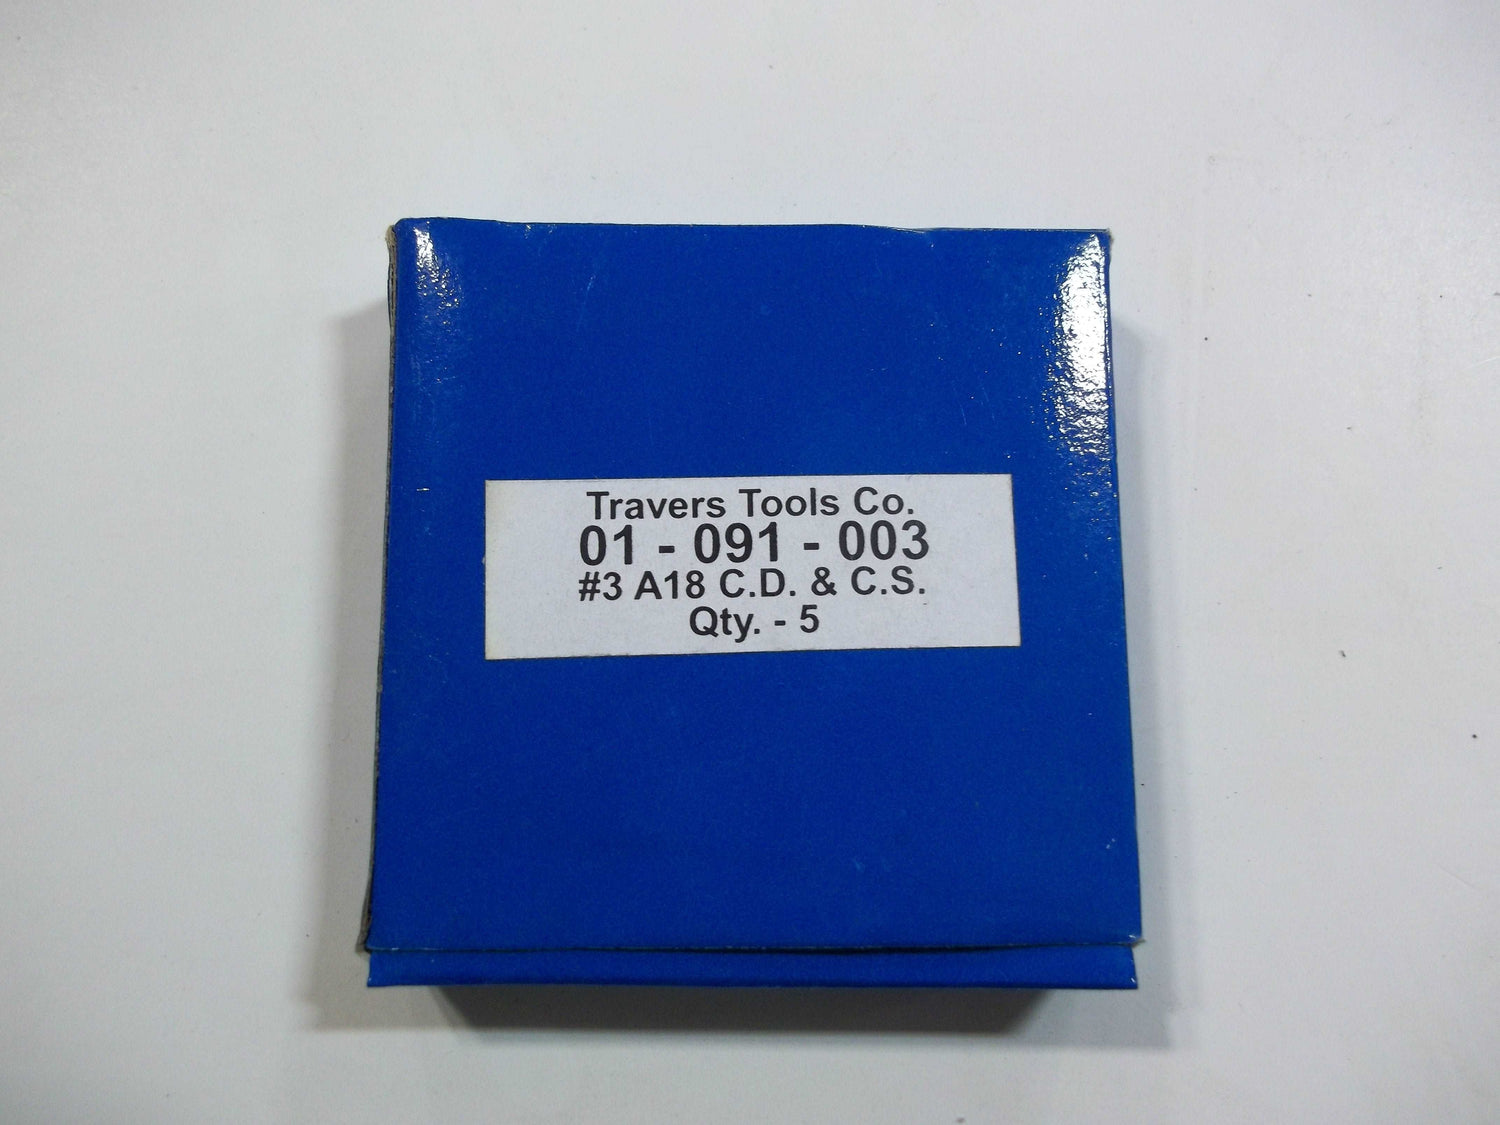 Travers Tools Co.
01 - 091 - 003
#3 A18 C.D. & C.S.
Qty. - 5